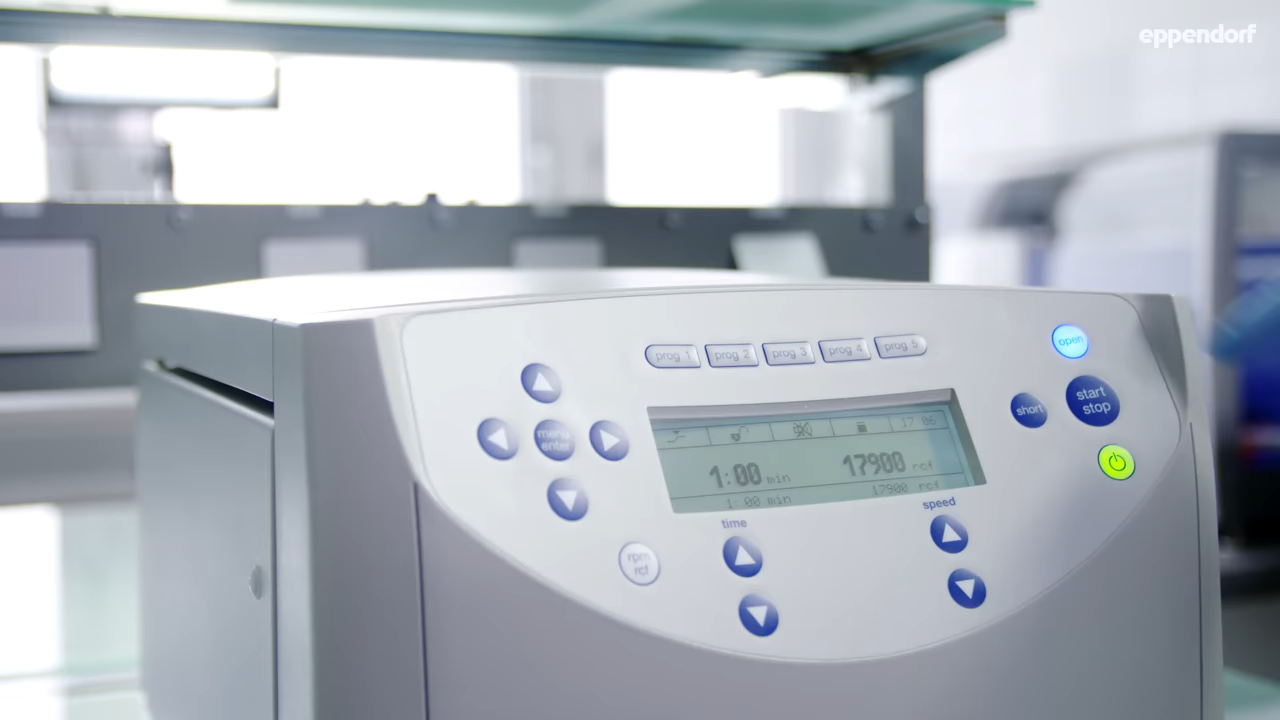 eppendorf
prog 1 prog 2 prog 3 prog 4 prog 5
open
menu
enter
short
start
stop
17:06
1:00 min 17900 rcf
1:00 min 17900 rcf
time
speed
rpm
rcf